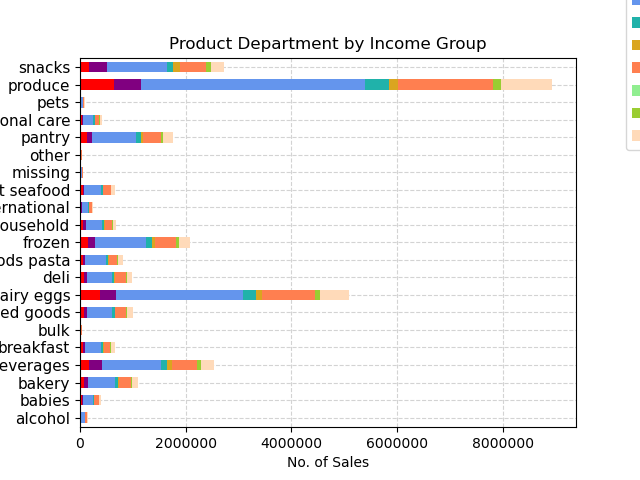 Product Department by Income Group
snacks
produce
pets
onal care
pantry
other
missing
t seafood
ernational
ousehold
frozen
ods pasta
deli
airy eggs
ed goods
bulk
breakfast
everages
bakery
babies
alcohol
0 2000000 4000000 6000000 8000000
No. of Sales